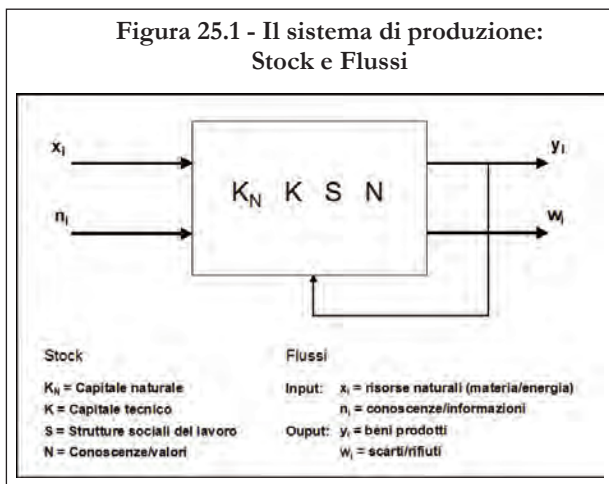 Figura 25.1 - Il sistema di produzione:
Stock e Flussi
xi
yi
KN K S N
ni
wi
Stock
Flussi
KN = Capitale naturale
Input: xi = risorse naturali (materia/energia)
K = Capitale tecnico
ni = conoscenze/informazioni
S = Strutture sociali del lavoro
Ouput: yi = beni prodotti
N = Conoscenze/valori
wi = scarti/rifiuti